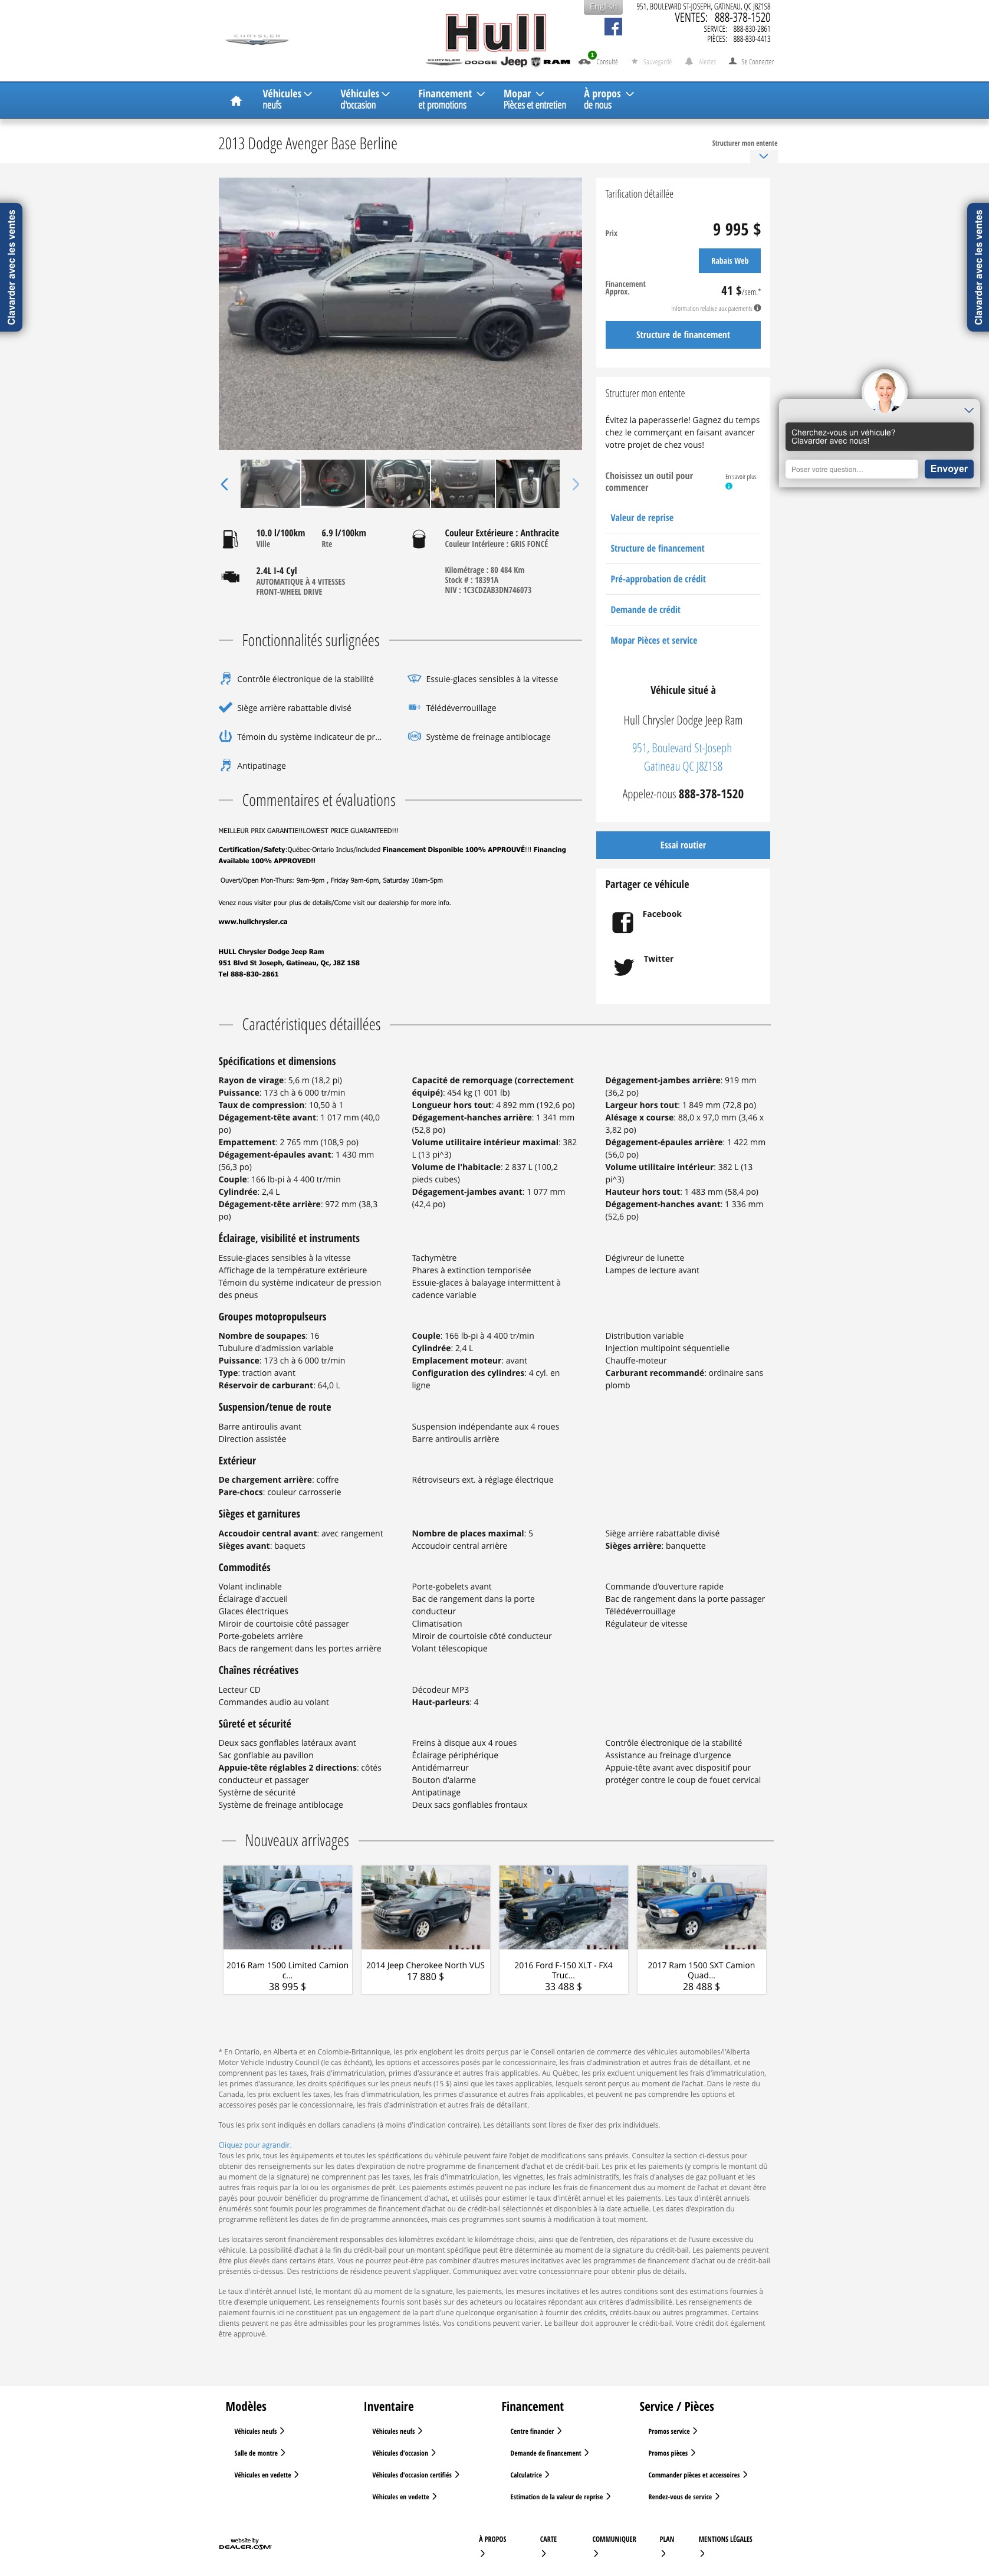 English
951, BOULEVARD ST-JOSEPH, GATINEAU, QC J8Z1S8
VENTES: 888-378-1520
SERVICE: 888-830-2861
PIÈCES: 888-830-4413
CHRYSLER
Hull
CHRYSLER DODGE Jeep RAM
1
Consulté
Sauvegardé
Alertes
Se Connecter
Véhicules neufs
Véhicules d'occasion
Financement et promotions
Mopar Pièces et entretien
À propos de nous
2013 Dodge Avenger Base Berline
Structurer mon entente
Clavarder avec les ventes
Clavarder avec les ventes
Tarification détaillée
Prix
9 995 $
Rabais Web
Financement
Approx.
41 $/sem.*
Information relative aux paiements
Structure de financement
Structurer mon entente
Évitez la paperasserie! Gagnez du temps
chez le commerçant en faisant avancer
votre projet de chez vous!
Choisissez un outil pour
commencer
En savoir plus
Valeur de reprise
Structure de financement
Pré-approbation de crédit
Demande de crédit
Mopar Pièces et service
Véhicule situé à
Hull Chrysler Dodge Jeep Ram
951, Boulevard St-Joseph
Gatineau QC J8Z1S8
Appelez-nous 888-378-1520
Essai routier
Partager ce véhicule
Facebook
Twitter
Cherchez-vous un véhicule?
Clavarder avec nous!
Poser votre question...
Envoyer
10.0 l/100km
Ville
6.9 l/100km
Rte
Couleur Extérieure : Anthracite
Couleur Intérieure : GRIS FONCÉ
2.4L I-4 Cyl
AUTOMATIQUE À 4 VITESSES
FRONT-WHEEL DRIVE
Kilométrage : 80 484 Km
Stock # : 18391A
NIV : 1C3CDZAB3DN746073
Fonctionnalités surlignées
Contrôle électronique de la stabilité
Essuie-glaces sensibles à la vitesse
Siège arrière rabattable divisé
Télédéverrouillage
Témoin du système indicateur de pr...
Système de freinage antiblocage
Antipatinage
Commentaires et évaluations
MEILLEUR PRIX GARANTIE!!LOWEST PRICE GUARANTEED!!!
Certification/Safety:Québec-Ontario Inclus/included Financement Disponible 100% APPROUVÉ!!! Financing
Available 100% APPROVED!!
Ouvert/Open Mon-Thurs: 9am-9pm , Friday 9am-6pm, Saturday 10am-5pm
Venez nous visiter pour plus de details/Come visit our dealership for more info.
www.hullchrysler.ca
HULL Chrysler Dodge Jeep Ram
951 Blvd St Joseph, Gatineau, Qc, J8Z 1S8
Tel 888-830-2861
Caractéristiques détaillées
Spécifications et dimensions
Rayon de virage: 5,6 m (18,2 pi)
Puissance: 173 ch à 6 000 tr/min
Taux de compression: 10,50 à 1
Dégagement-tête avant: 1 017 mm (40,0
po)
Empattement: 2 765 mm (108,9 po)
Dégagement-épaules avant: 1 430 mm
(56,3 po)
Couple: 166 lb-pi à 4 400 tr/min
Cylindrée: 2,4 L
Dégagement-tête arrière: 972 mm (38,3
po)
Capacité de remorquage (correctement
équipé): 454 kg (1 001 lb)
Longueur hors tout: 4 892 mm (192,6 po)
Dégagement-hanches arrière: 1 341 mm
(52,8 po)
Volume utilitaire intérieur maximal: 382
L (13 pi^3)
Volume de l'habitacle: 2 837 L (100,2
pieds cubes)
Dégagement-jambes avant: 1 077 mm
(42,4 po)
Dégagement-jambes arrière: 919 mm
(36,2 po)
Largeur hors tout: 1 849 mm (72,8 po)
Alésage x course: 88,0 x 97,0 mm (3,46 x
3,82 po)
Dégagement-épaules arrière: 1 422 mm
(56,0 po)
Volume utilitaire intérieur: 382 L (13
pi^3)
Hauteur hors tout: 1 483 mm (58,4 po)
Dégagement-hanches avant: 1 336 mm
(52,6 po)
Éclairage, visibilité et instruments
Essuie-glaces sensibles à la vitesse
Affichage de la température extérieure
Témoin du système indicateur de pression
des pneus
Tachymètre
Phares à extinction temporisée
Essuie-glaces à balayage intermittent à
cadence variable
Dégivreur de lunette
Lampes de lecture avant
Groupes motopropulseurs
Nombre de soupapes: 16
Tubulure d'admission variable
Puissance: 173 ch à 6 000 tr/min
Type: traction avant
Réservoir de carburant: 64,0 L
Couple: 166 lb-pi à 4 400 tr/min
Cylindrée: 2,4 L
Emplacement moteur: avant
Configuration des cylindres: 4 cyl. en
ligne
Distribution variable
Injection multipoint séquentielle
Chauffe-moteur
Carburant recommandé: ordinaire sans
plomb
Suspension/tenue de route
Barre antiroulis avant
Direction assistée
Suspension indépendante aux 4 roues
Barre antiroulis arrière
Extérieur
De chargement arrière: coffre
Pare-chocs: couleur carrosserie
Rétroviseurs ext. à réglage électrique
Sièges et garnitures
Accoudoir central avant: avec rangement
Sièges avant: baquets
Nombre de places maximal: 5
Accoudoir central arrière
Siège arrière rabattable divisé
Sièges arrière: banquette
Commodités
Volant inclinable
Éclairage d'accueil
Glaces électriques
Miroir de courtoisie côté passager
Porte-gobelets arrière
Bacs de rangement dans les portes arrière
Porte-gobelets avant
Bac de rangement dans la porte
conducteur
Climatisation
Miroir de courtoisie côté conducteur
Volant télescopique
Commande d'ouverture rapide
Bac de rangement dans la porte passager
Télédéverrouillage
Régulateur de vitesse
Chaînes récréatives
Lecteur CD
Commandes audio au volant
Décodeur MP3
Haut-parleurs: 4
Sûreté et sécurité
Deux sacs gonflables latéraux avant
Sac gonflable au pavillon
Appuie-tête réglables 2 directions: côtés
conducteur et passager
Système de sécurité
Système de freinage antiblocage
Freins à disque aux 4 roues
Éclairage périphérique
Antidémarreur
Bouton d'alarme
Antipatinage
Deux sacs gonflables frontaux
Contrôle électronique de la stabilité
Assistance au freinage d'urgence
Appuie-tête avant avec dispositif pour
protéger contre le coup de fouet cervical
Nouveaux arrivages
2016 Ram 1500 Limited Camion
c...
38 995 $
2014 Jeep Cherokee North VUS
17 880 $
2016 Ford F-150 XLT - FX4
Truc...
33 488 $
2017 Ram 1500 SXT Camion
Quad...
28 488 $
* En Ontario, en Alberta et en Colombie-Britannique, les prix englobent les droits perçus par le Conseil ontarien de commerce des véhicules automobiles/l'Alberta
Motor Vehicle Industry Council (le cas échéant), les options et accessoires posés par le concessionnaire, les frais d'administration et autres frais de détaillant, et ne
comprennent pas les taxes, frais d'immatriculation, primes d'assurance et autres frais applicables. Au Québec, les prix excluent uniquement les frais d'immatriculation,
les primes d'assurance, les droits spécifiques sur les pneus neufs (15 $) ainsi que les taxes applicables, lesquels seront perçus au moment de l'achat. Dans le reste du
Canada, les prix excluent les taxes, les frais d'immatriculation, les primes d'assurance et autres frais applicables, et peuvent ne pas comprendre les options et
accessoires posés par le concessionnaire, les frais d'administration et autres frais de détaillant.
Tous les prix sont indiqués en dollars canadiens (à moins d'indication contraire). Les détaillants sont libres de fixer des prix individuels.
Cliquez pour agrandir.
Tous les prix, tous les équipements et toutes les spécifications du véhicule peuvent faire l'objet de modifications sans préavis. Consultez la section ci-dessus pour
obtenir des renseignements sur les dates d'expiration de notre programme de financement d'achat et de crédit-bail. Les prix et les paiements (y compris le montant dû
au moment de la signature) ne comprennent pas les taxes, les frais d'immatriculation, les vignettes, les frais administratifs, les frais d'analyses de gaz polluant et les
autres frais requis par la loi ou les organismes de prêt. Les paiements estimés peuvent ne pas inclure les frais de financement dus au moment de l'achat et devant être
payés pour pouvoir bénéficier du programme de financement d'achat, et utilisés pour estimer le taux d'intérêt annuel et les paiements. Les taux d'intérêt annuels
énumérés sont fournis pour les programmes de financement d'achat ou de crédit-bail sélectionnés et disponibles à la date actuelle. Les dates d'expiration du
programme reflètent les dates de fin de programme annoncées, mais ces programmes sont soumis à modification à tout moment.
Les locataires seront financièrement responsables des kilomètres excédant le kilométrage choisi, ainsi que de l'entretien, des réparations et de l'usure excessive du
véhicule. La possibilité d'achat à la fin du crédit-bail pour un montant spécifique peut être déterminée au moment de la signature du crédit-bail. Les paiements peuvent
être plus élevés dans certains états. Vous ne pourrez peut-être pas combiner d'autres mesures incitatives avec les programmes de financement d'achat ou de crédit-bail
présentés ci-dessus. Des restrictions de résidence peuvent s'appliquer. Communiquez avec votre concessionnaire pour obtenir plus de détails.
Le taux d'intérêt annuel listé, le montant dû au moment de la signature, les paiements, les mesures incitatives et les autres conditions sont des estimations fournies à
titre d'exemple uniquement. Les renseignements fournis sont basés sur des acheteurs ou locataires répondant aux critères d'admissibilité. Les renseignements de
paiement fournis ici ne constituent pas un engagement de la part d'une quelconque organisation à fournir des crédits, crédits-baux ou autres programmes. Certains
clients peuvent ne pas être admissibles pour les programmes listés. Vos conditions peuvent varier. Le bailleur doit approuver le crédit-bail. Votre crédit doit également
être approuvé.
Modèles
Véhicules neufs
Salle de montre
Véhicules en vedette
Inventaire
Véhicules neufs
Véhicules d'occasion
Véhicules d'occasion certifiés
Véhicules en vedette
Financement
Centre financier
Demande de financement
Calculatrice
Estimation de la valeur de reprise
Service / Pièces
Promos service
Promos pièces
Commander pièces et accessoires
Rendez-vous de service
website by
DEALER.COM
À PROPOS
CARTE
COMMUNIQUER
PLAN
MENTIONS LÉGALES